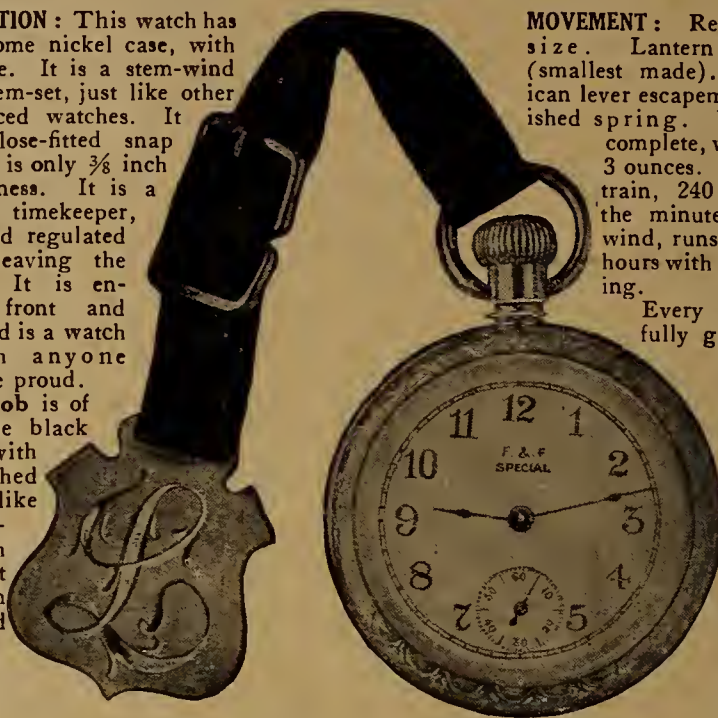 TION : This watch has
ome nickel case, with
e. It is a stem-wind
em-set, just like other
ced watches. It
lose-fitted snap
is only ⅜ inch
ness. It is a
timekeeper,
d regulated
eaving the
It is en-
front and
d is a watch
h anyone
e proud.
ob is of
e black
with
hed
like
MOVEMENT : Re
size. Lantern
(smallest made).
ican lever escapem
ished spring.
complete, w
3 ounces.
train, 240
the minute
wind, runs
hours with
ing.
Every
fully g
L
12
11 1
F. & F
SPECIAL
10 2
9 3
8 4
60
10
7 5